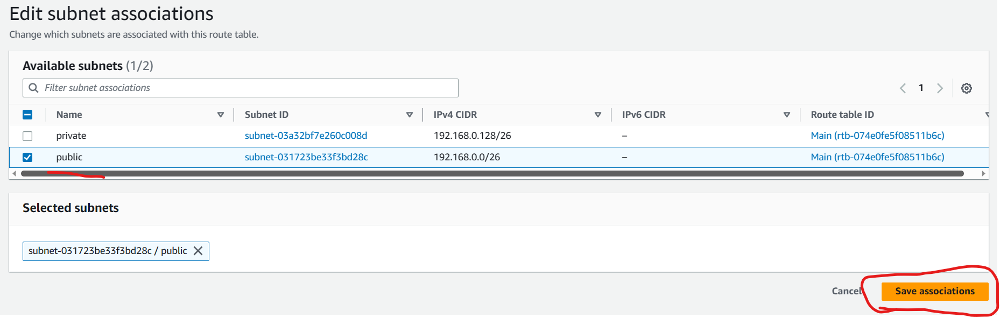 Edit subnet associations
Change which subnets are associated with this route table.
Available subnets (1/2)
Filter subnet associations
1
Name Subnet ID IPv4 CIDR IPv6 CIDR Route table ID
private subnet-03a32bf7e260c008d 192.168.0.128/26 – Main (rtb-074e0fe5f08511b6c)
public subnet-031723be33f3bd28c 192.168.0.0/26 – Main (rtb-074e0fe5f08511b6c)
Selected subnets
subnet-031723be33f3bd28c / public
Cancel Save associations